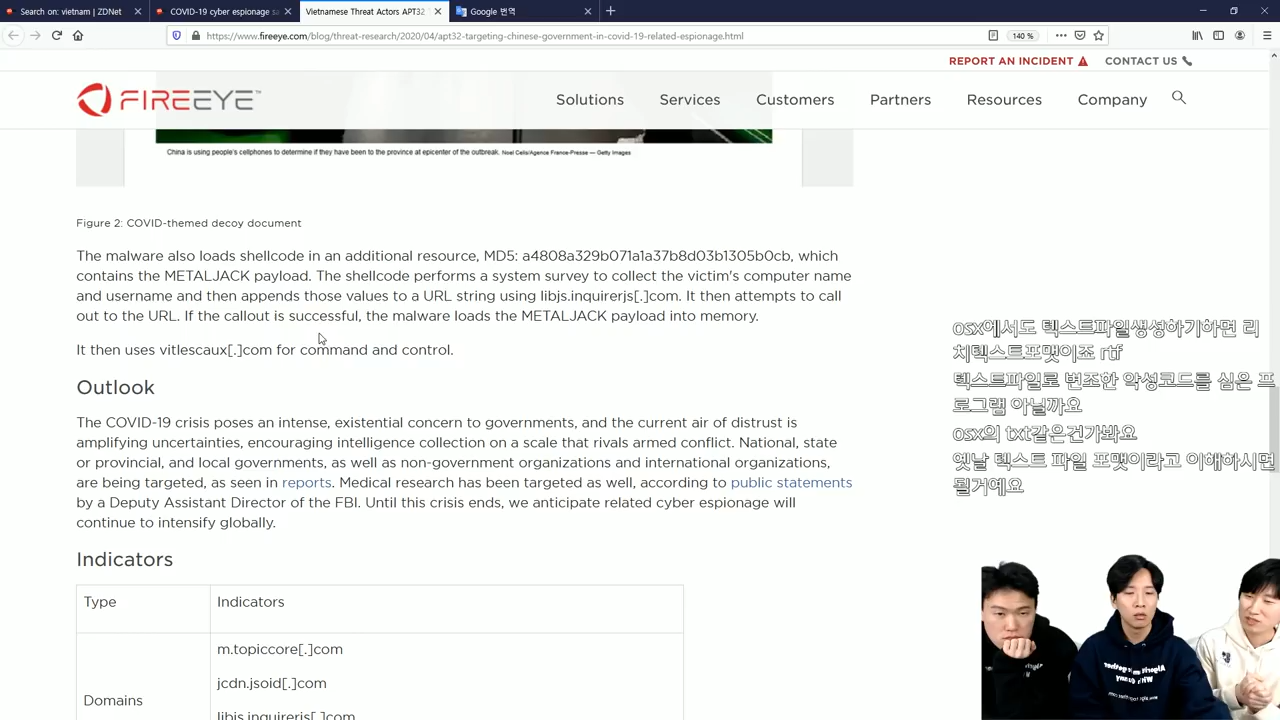 Search on: vietnam | ZDNet
COVID-19 cyber espionage sa
Vietnamese Threat Actors APT32
Google 번역
https://www.fireeye.com/blog/threat-research/2020/04/apt32-targeting-chinese-government-in-covid-19-related-espionage.html
140 %
REPORT AN INCIDENT
CONTACT US
FIREEYE™
Solutions
Services
Customers
Partners
Resources
Company
China is using people's cellphones to determine if they have been to the province at epicenter of the outbreak. Noel Celis/Agence France-Presse — Getty Images
Figure 2: COVID-themed decoy document
The malware also loads shellcode in an additional resource, MD5: a4808a329b071a1a37b8d03b1305b0cb, which
contains the METALJACK payload. The shellcode performs a system survey to collect the victim's computer name
and username and then appends those values to a URL string using libjs.inquirerjs[.]com. It then attempts to call
out to the URL. If the callout is successful, the malware loads the METALJACK payload into memory.
It then uses vitlescaux[.]com for command and control.
Outlook
The COVID-19 crisis poses an intense, existential concern to governments, and the current air of distrust is
amplifying uncertainties, encouraging intelligence collection on a scale that rivals armed conflict. National, state
or provincial, and local governments, as well as non-government organizations and international organizations,
are being targeted, as seen in reports. Medical research has been targeted as well, according to public statements
by a Deputy Assistant Director of the FBI. Until this crisis ends, we anticipate related cyber espionage will
continue to intensify globally.
Indicators
Type
Indicators
Domains
m.topiccore[.]com
jcdn.jsoid[.]com
libjs.inquirerjs[.]com
osx에서도 텍스트파일생성하기하면 리
치텍스트포맷이죠 rtf
텍스트파일로 변조한 악성코드를 심은 프
로그램 아닐까요
osx의 txt같은건가봐요
옛날 텍스트 파일 포맷이라고 이해하시면
될거예요